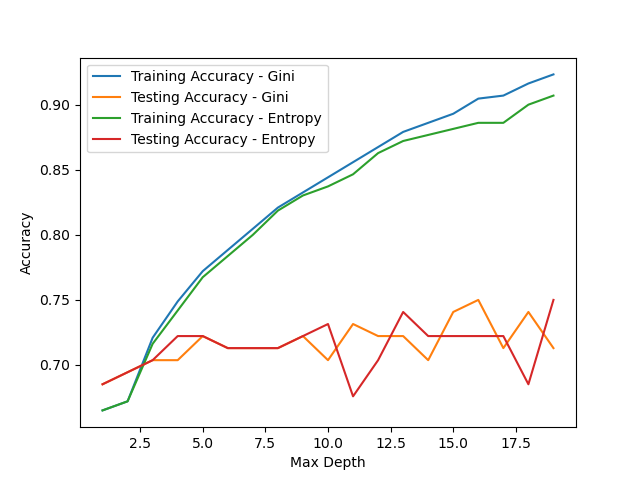 Training Accuracy - Gini
Testing Accuracy - Gini
Training Accuracy - Entropy
Testing Accuracy - Entropy
Accuracy
0.90
0.85
0.80
0.75
0.70
2.5 5.0 7.5 10.0 12.5 15.0 17.5
Max Depth